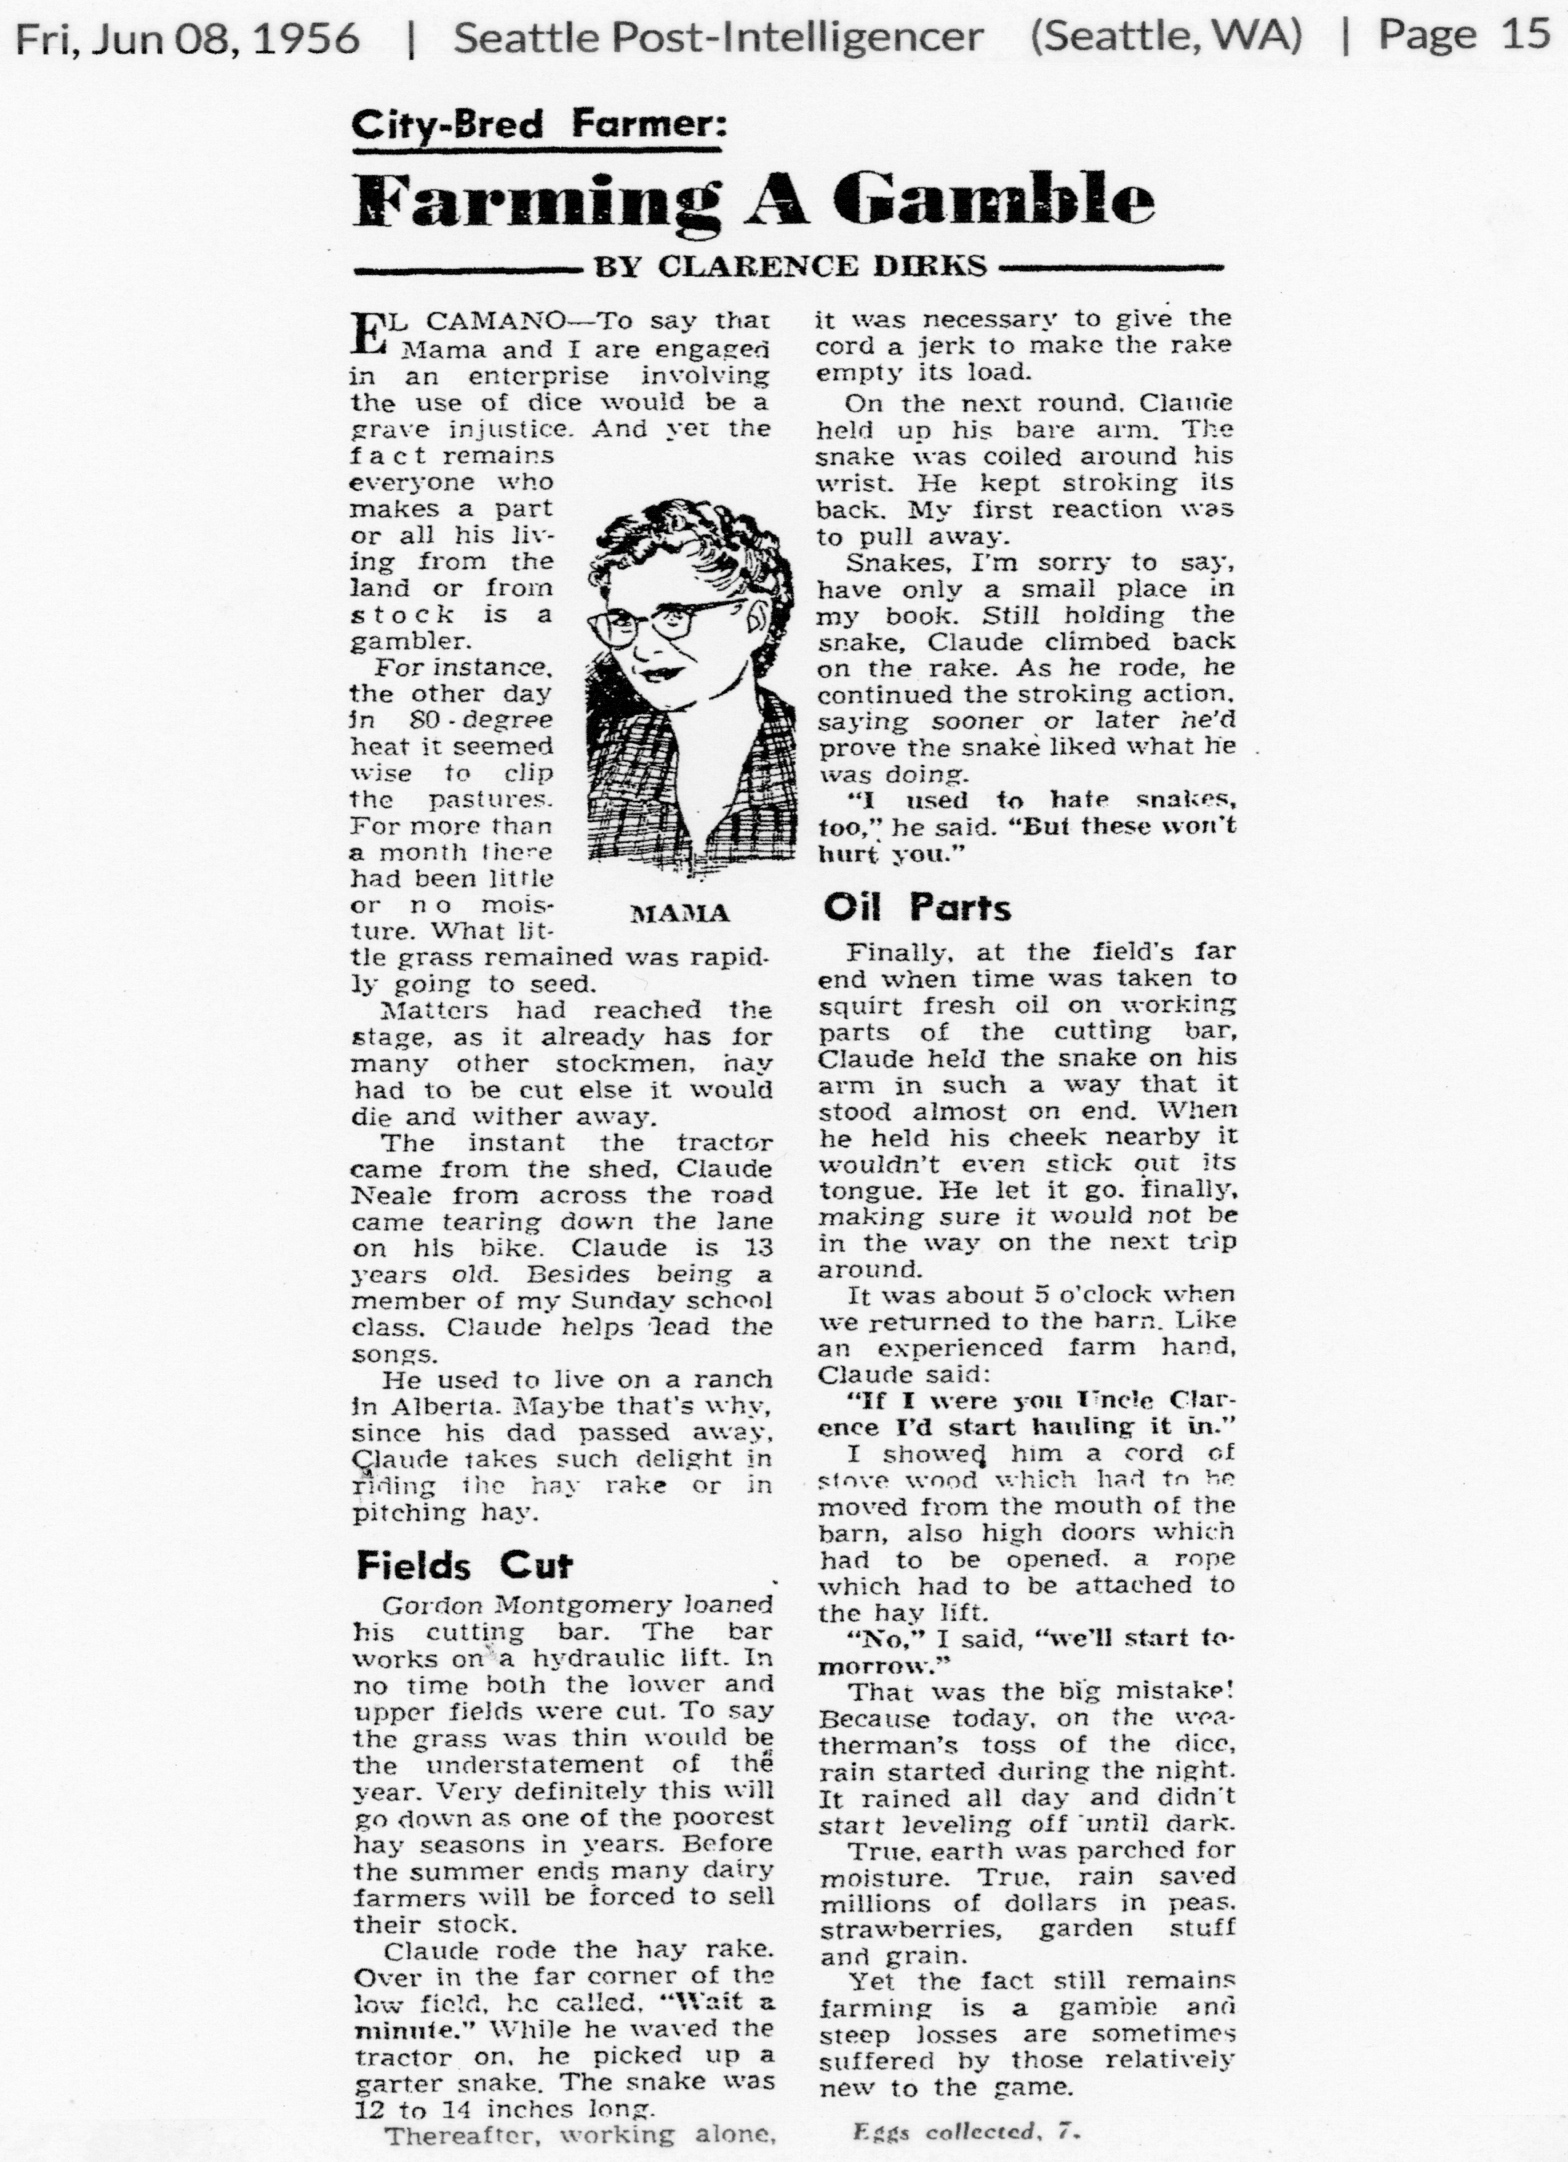 Fri, Jun 08, 1956 | Seattle Post-Intelligencer (Seattle, WA) | Page 15
City-Bred Farmer:
Farming A Gamble
BY CLARENCE DIRKS
EL CAMANO—To say that
Mama and I are engaged
in an enterprise involving
the use of dice would be a
grave injustice. And yet the
fact remains
everyone who
makes a part
or all his liv-
ing from the
land or from
stock is a
gambler.
For instance,
the other day
in 80-degree
heat it seemed
wise to clip
the pastures.
For more than
a month there
had been little
or no mois-
ture. What lit-
tle grass remained was rapid-
ly going to seed.
Matters had reached the
stage, as it already has for
many other stockmen, hay
had to be cut else it would
die and wither away.
The instant the tractor
came from the shed, Claude
Neale from across the road
came tearing down the lane
on his bike. Claude is 13
years old. Besides being a
member of my Sunday school
class. Claude helps lead the
songs.
He used to live on a ranch
in Alberta. Maybe that's why,
since his dad passed away,
Claude takes such delight in
riding the hay rake or in
pitching hay.
Fields Cut
Gordon Montgomery loaned
his cutting bar. The bar
works on a hydraulic lift. In
no time both the lower and
upper fields were cut. To say
the grass was thin would be
the understatement of the
year. Very definitely this will
go down as one of the poorest
hay seasons in years. Before
the summer ends many dairy
farmers will be forced to sell
their stock.
Claude rode the hay rake.
Over in the far corner of the
low field, he called, "Wait a
minute." While he waved the
tractor on, he picked up a
garter snake. The snake was
12 to 14 inches long.
Thereafter, working alone,
MAMA
it was necessary to give the
cord a jerk to make the rake
empty its load.
On the next round, Claude
held up his bare arm. The
snake was coiled around his
wrist. He kept stroking its
back. My first reaction was
to pull away.
Snakes, I'm sorry to say,
have only a small place in
my book. Still holding the
snake, Claude climbed back
on the rake. As he rode, he
continued the stroking action,
saying sooner or later he'd
prove the snake liked what he
was doing.
"I used to hate snakes,
too," he said. "But these won't
hurt you."
Oil Parts
Finally, at the field's far
end when time was taken to
squirt fresh oil on working
parts of the cutting bar,
Claude held the snake on his
arm in such a way that it
stood almost on end. When
he held his cheek nearby it
wouldn't even stick out its
tongue. He let it go, finally,
making sure it would not be
in the way on the next trip
around.
It was about 5 o'clock when
we returned to the barn. Like
an experienced farm hand,
Claude said:
"If I were you Uncle Clar-
ence I'd start hauling it in."
I showed him a cord of
stove wood which had to be
moved from the mouth of the
barn, also high doors which
had to be opened, a rope
which had to be attached to
the hay lift.
"No," I said, "we'll start to-
morrow."
That was the big mistake!
Because today, on the wea-
therman's toss of the dice,
rain started during the night.
It rained all day and didn't
start leveling off until dark.
True, earth was parched for
moisture. True, rain saved
millions of dollars in peas,
strawberries, garden stuff
and grain.
Yet the fact still remains
farming is a gamble and
steep losses are sometimes
suffered by those relatively
new to the game.
Eggs collected, 7.